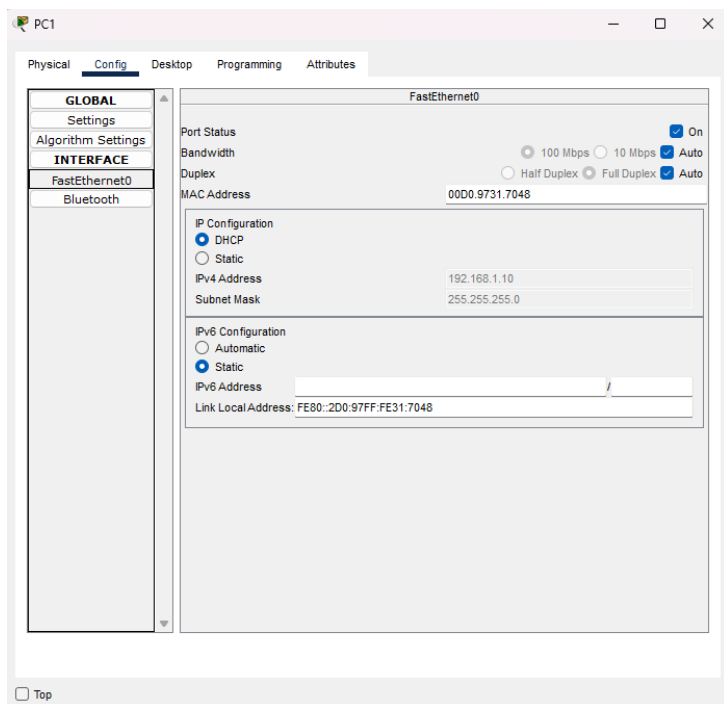 PC1
Physical Config Desktop Programming Attributes
GLOBAL
Settings
Algorithm Settings
INTERFACE
FastEthernet0
Bluetooth
FastEthernet0
Port Status On
Bandwidth 100 Mbps 10 Mbps Auto
Duplex Half Duplex Full Duplex Auto
MAC Address 00D0.9731.7048
IP Configuration
DHCP
Static
IPv4 Address 192.168.1.10
Subnet Mask 255.255.255.0
IPv6 Configuration
Automatic
Static
IPv6 Address /
Link Local Address: FE80::2D0:97FF:FE31:7048
Top